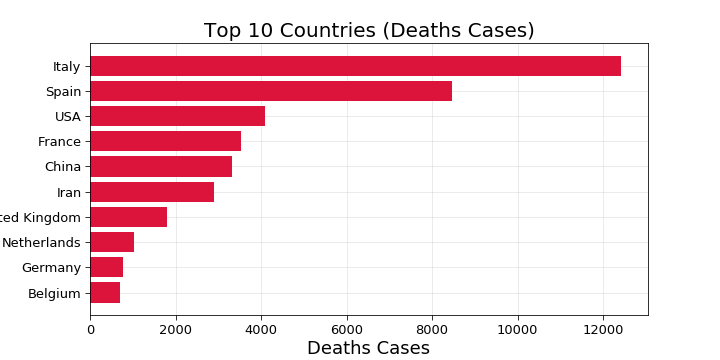 Top 10 Countries (Deaths Cases)
Italy
Spain
USA
France
China
Iran
ted Kingdom
Netherlands
Germany
Belgium
0 2000 4000 6000 8000 10000 12000
Deaths Cases